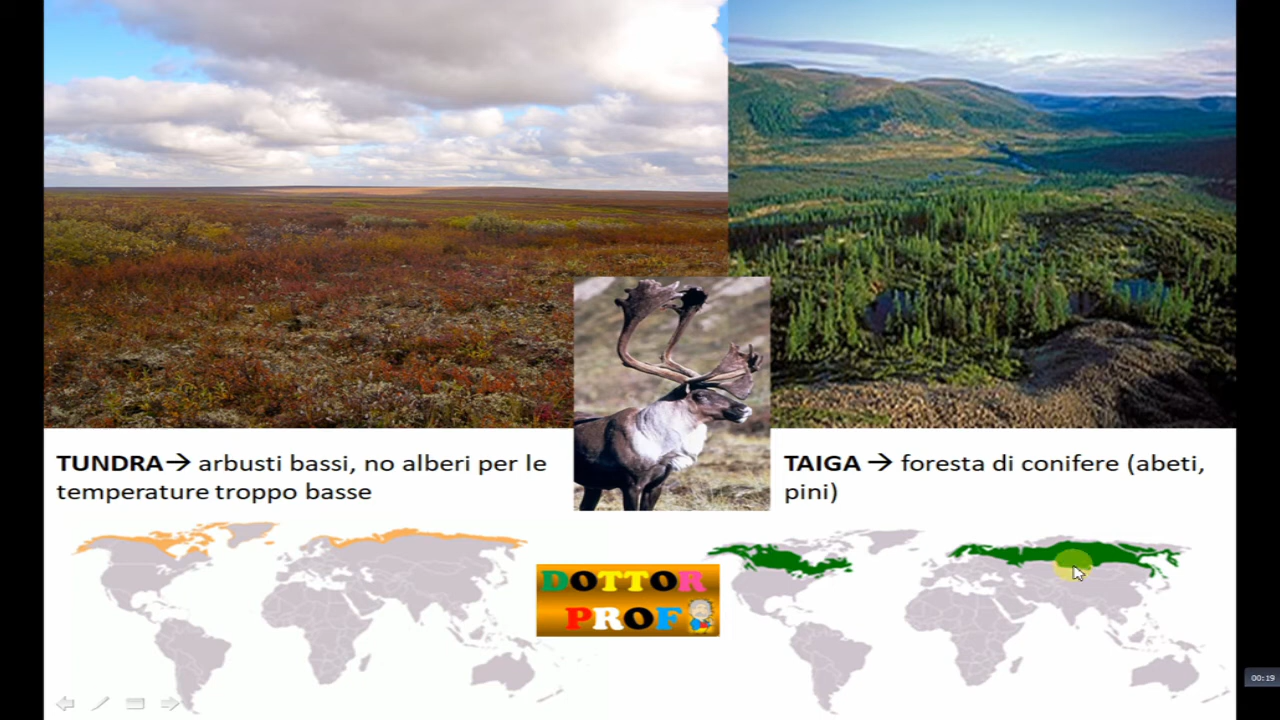 TUNDRA→ arbusti bassi, no alberi per le
temperature troppo basse
TAIGA → foresta di conifere (abeti,
pini)
DOTTOR
PROF
00:19